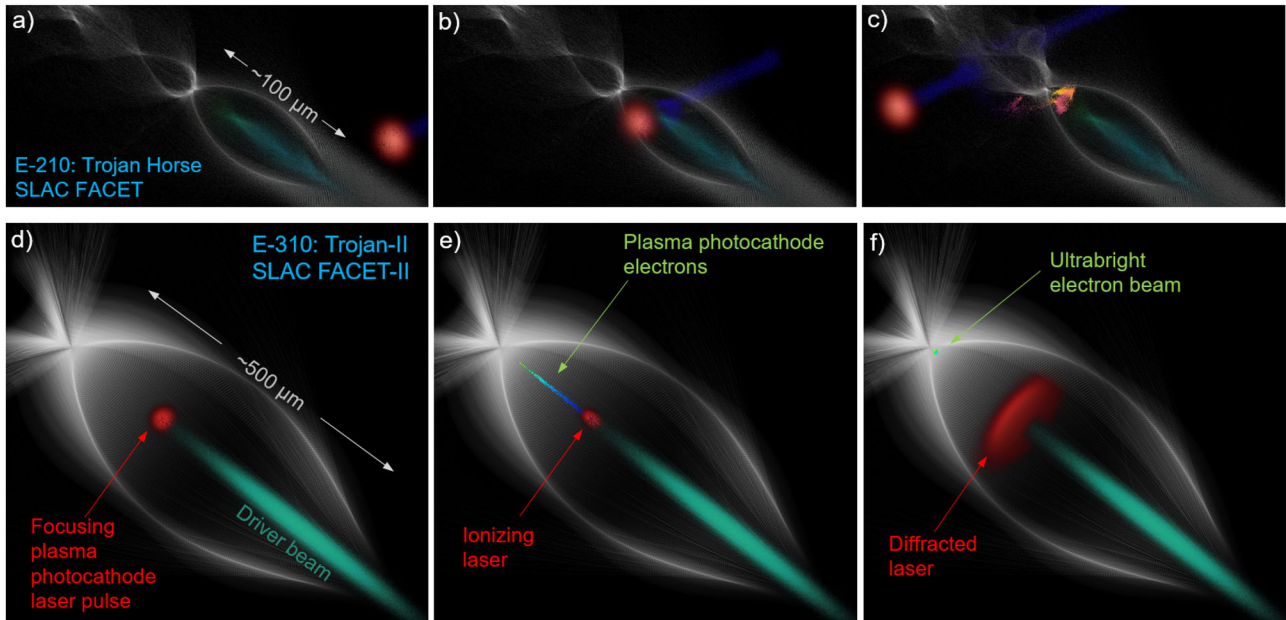 a)
~100 µm
E-210: Trojan Horse
SLAC FACET
b)
c)
d)
E-310: Trojan-II
SLAC FACET-II
~500 µm
Focusing
plasma
photocathode
laser pulse
Driver beam
e)
Plasma photocathode
electrons
Ionizing
laser
f)
Ultrabright
electron beam
Diffracted
laser